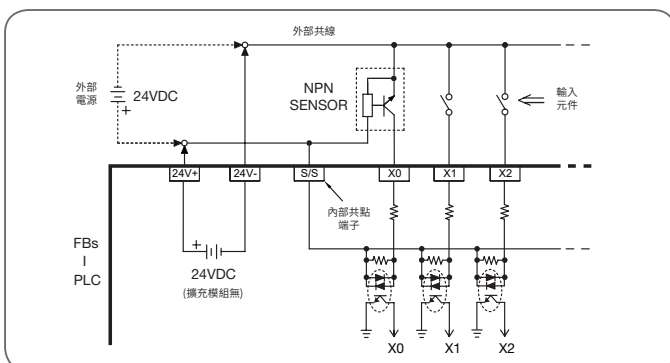 外部共線
外部
電源
24VDC
+
NPN
SENSOR
輸入
元件
24V+
24V-
S/S
X0
X1
X2
內部共點
端子
FBs
I
PLC
+
24VDC
(擴充模組無)
X0
X1
X2